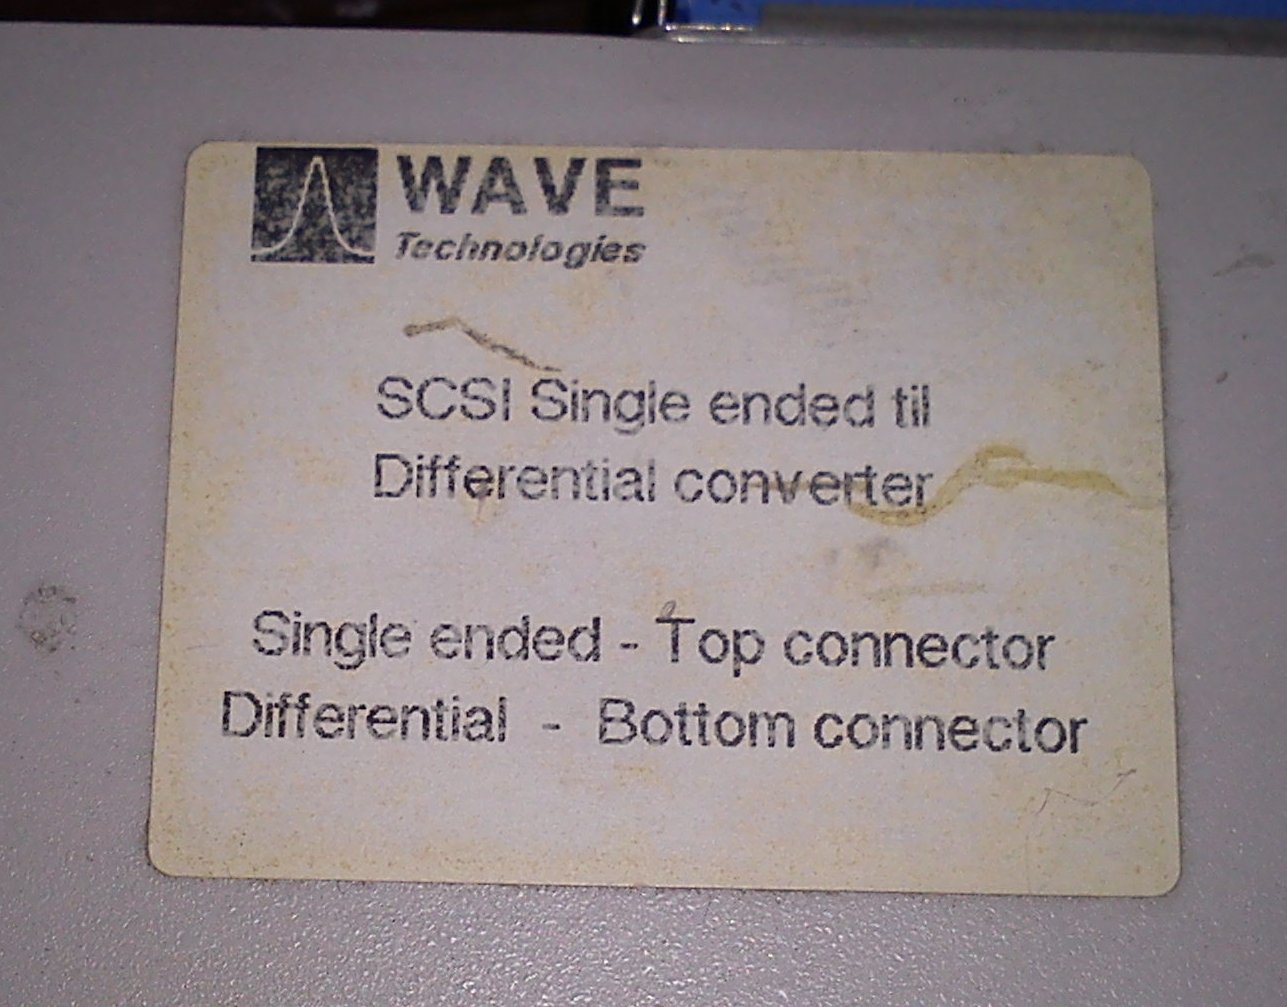 WAVE
Technologies
SCSI Single ended til
Differential converter
Single ended - Top connector
Differential - Bottom connector